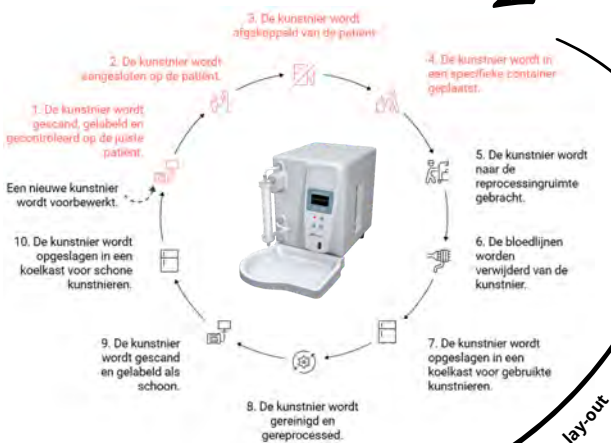 3. De kunstnier wordt
afgekoppeld van de patiënt.
2. De kunstnier wordt
aangesloten op de patiënt.
4. De kunstnier wordt in
een specifieke container
geplaatst.
1. De kunstnier wordt
gescand, gelabeld en
gecontroleerd op de juiste
patiënt.
5. De kunstnier wordt
naar de
reprocessingruimte
gebracht.
Een nieuwe kunstnier
wordt voorbewerkt.
10. De kunstnier wordt
opgeslagen in een
koelkast voor schone
kunstnieren.
6. De bloedlijnen
worden
verwijderd van de
kunstnier.
9. De kunstnier
wordt gescand
en gelabeld als
schoon.
7. De kunstnier wordt
opgeslagen in een
koelkast voor gebruikte
kunstnieren.
8. De kunstnier wordt
gereinigd en
gereprocessed.
lay-out